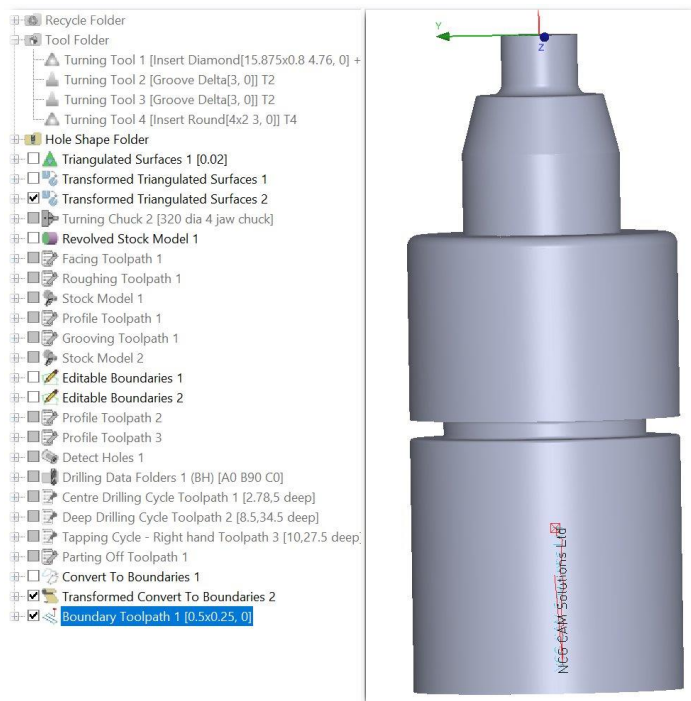 Recycle Folder
Tool Folder
Turning Tool 1 [Insert Diamond[15.875x0.8 4.76, 0] +
Turning Tool 2 [Groove Delta[3, 0]] T2
Turning Tool 3 [Groove Delta[3, 0]] T2
Turning Tool 4 [Insert Round[4x2 3, 0]] T4
Hole Shape Folder
Triangulated Surfaces 1 [0.02]
Transformed Triangulated Surfaces 1
Transformed Triangulated Surfaces 2
Turning Chuck 2 [320 dia 4 jaw chuck]
Revolved Stock Model 1
Facing Toolpath 1
Roughing Toolpath 1
Stock Model 1
Profile Toolpath 1
Grooving Toolpath 1
Stock Model 2
Editable Boundaries 1
Editable Boundaries 2
Profile Toolpath 2
Profile Toolpath 3
Detect Holes 1
Drilling Data Folders 1 (8H) [A0 B90 C0]
Centre Drilling Cycle Toolpath 1 [2.78,5 deep]
Deep Drilling Cycle Toolpath 2 [8.5,34.5 deep]
Tapping Cycle - Right hand Toolpath 3 [10,27.5 deep]
Parting Off Toolpath 1
Convert To Boundaries 1
Transformed Convert To Boundaries 2
Boundary Toolpath 1 [0.5x0.25, 0]
Y
Z
NCG CAM Solutions Ltd